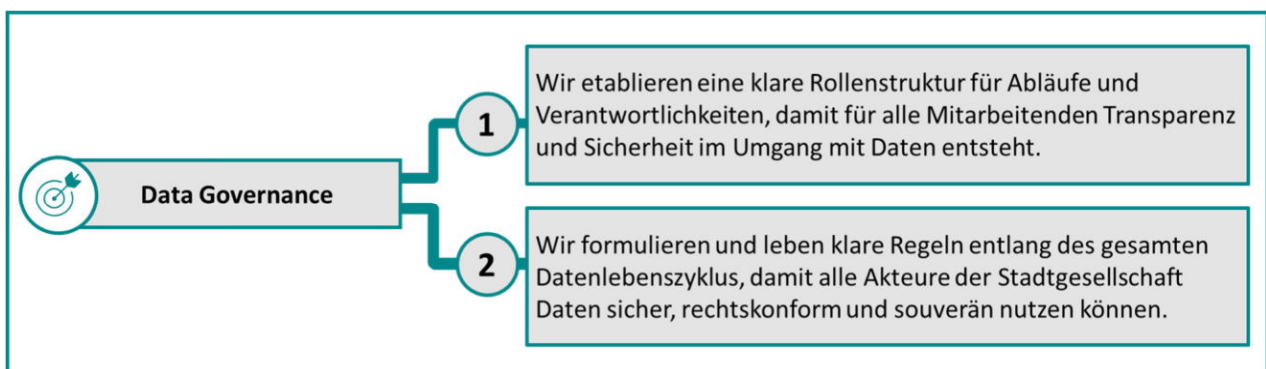 Data Governance
1
Wir etablieren eine klare Rollenstruktur für Abläufe und
Verantwortlichkeiten, damit für alle Mitarbeitenden Transparenz
und Sicherheit im Umgang mit Daten entsteht.
2
Wir formulieren und leben klare Regeln entlang des gesamten
Datenlebenszyklus, damit alle Akteure der Stadtgesellschaft
Daten sicher, rechtskonform und souverän nutzen können.